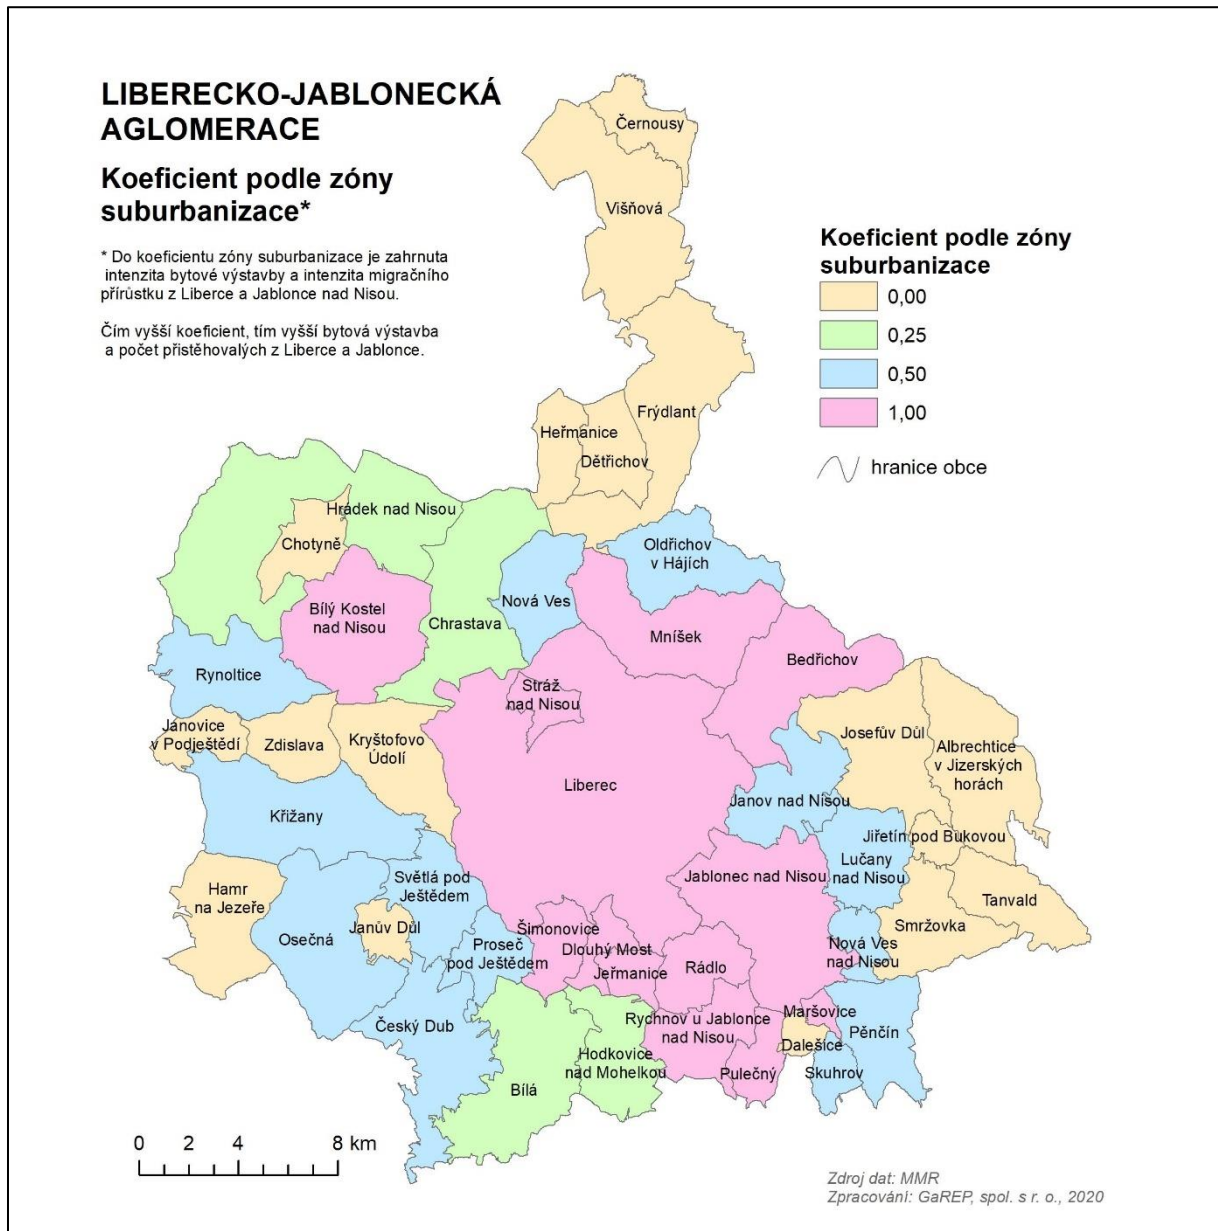 LIBERECKO-JABLONECKÁ
AGLOMERACE
Koeficient podle zóny
suburbanizace*
* Do koeficientu zóny suburbanizace je zahrnuta
intenzita bytové výstavby a intenzita migračního
přírůstku z Liberce a Jablonce nad Nisou.
Čím vyšší koeficient, tím vyšší bytová výstavba
a počet přistěhovalých z Liberce a Jablonce.
Koeficient podle zóny
suburbanizace
0,00
0,25
0,50
1,00
hranice obce
Černousy
Višňová
Frýdlant
Heřmanice
Dětřichov
Hrádek nad Nisou
Chotyně
Oldřichov
v Hájích
Bílý Kostel
nad Nisou
Chrastava
Nová Ves
Mníšek
Bedřichov
Rynoltice
Stráž
nad Nisou
Janovice
v Podještědí
Zdislava
Kryštofovo
Údolí
Josefův Důl
Albrechtice
v Jizerských
horách
Liberec
Janov nad Nisou
Křižany
Jiřetín pod Bukovou
Lučany
nad Nisou
Jablonec nad Nisou
Světlá pod
Ještědem
Hamr
na Jezeře
Tanvald
Smržovka
Osečná
Janův Důl
Šimonovice
Proseč
pod Ještědem
Dlouhý Most
Jeřmanice
Rádlo
Nová Ves
nad Nisou
Český Dub
Rychnov u Jablonce
nad Nisou
Maršovice
Pěnčín
Dalešice
Hodkovice
nad Mohelkou
Pulečný
Skuhrov
Bílá
0 2 4 8 km
Zdroj dat: MMR
Zpracování: GaREP, spol. s r. o., 2020